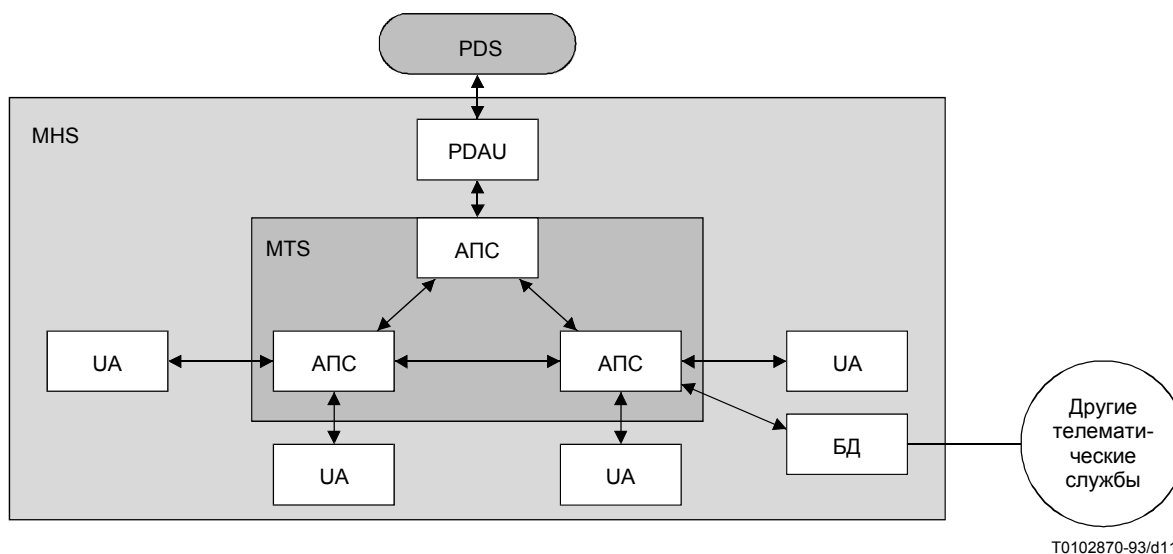 PDS
MHS
PDAU
MTS
АПС
UA
АПС
АПС
UA
UA
UA
БД
Другие
телемати-
ческие
службы
T0102870-93/d11